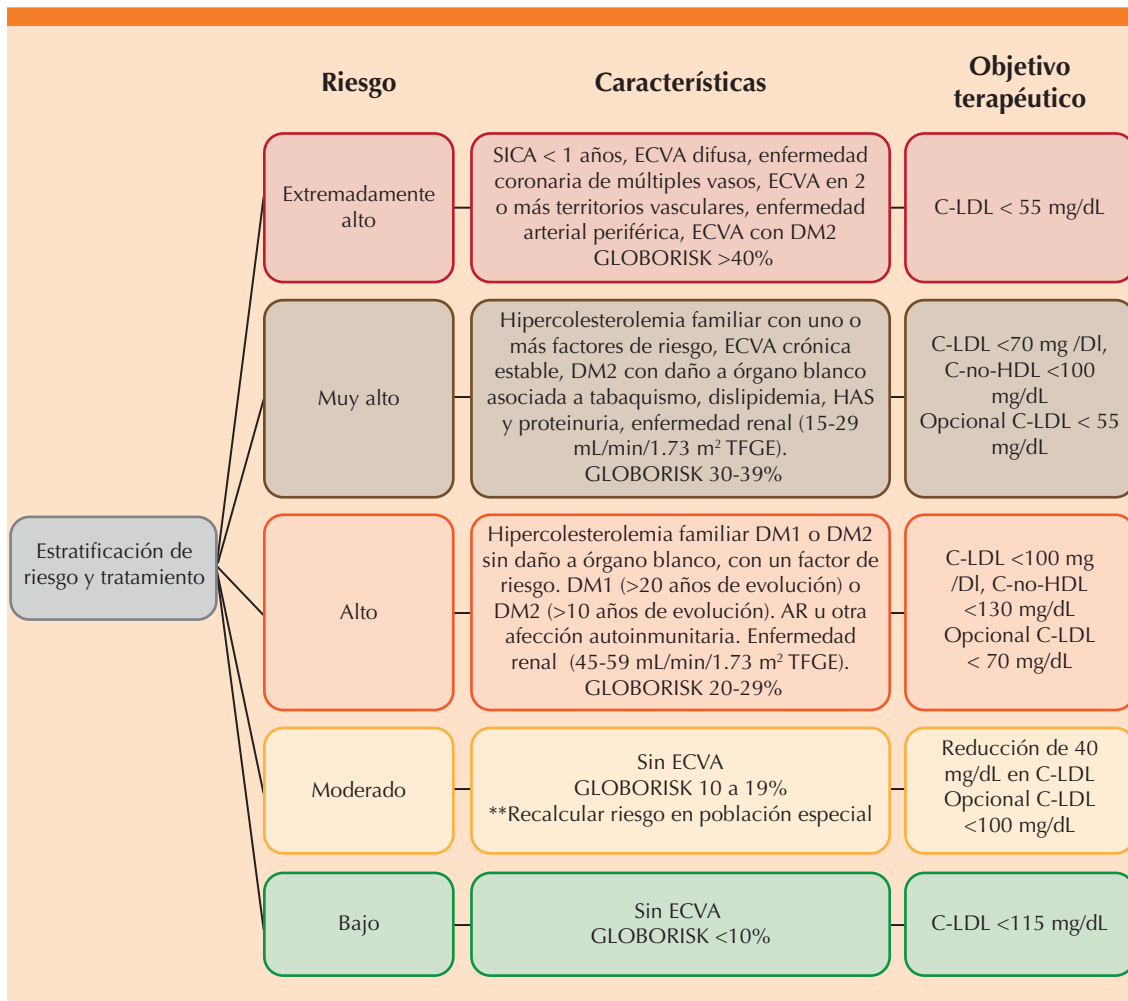 Riesgo
Características
Objetivo
terapéutico
Extremadamente
alto
SICA < 1 años, ECVA difusa, enfermedad
coronaria de múltiples vasos, ECVA en 2
o más territorios vasculares, enfermedad
arterial periférica, ECVA con DM2
GLOBORISK >40%
C-LDL < 55 mg/dL
Muy alto
Hipercolesterolemia familiar con uno o
más factores de riesgo, ECVA crónica
estable, DM2 con daño a órgano blanco
asociada a tabaquismo, dislipidemia, HAS
y proteinuria, enfermedad renal (15-29
mL/min/1.73 m² TFGE).
GLOBORISK 30-39%
C-LDL <70 mg /Dl,
C-no-HDL <100
mg/dL
Opcional C-LDL < 55
mg/dL
Estratificación de
riesgo y tratamiento
Alto
Hipercolesterolemia familiar DM1 o DM2
sin daño a órgano blanco, con un factor de
riesgo. DM1 (>20 años de evolución) o
DM2 (>10 años de evolución). AR u otra
afección autoinmunitaria. Enfermedad
renal (45-59 mL/min/1.73 m² TFGE).
GLOBORISK 20-29%
C-LDL <100 mg
/Dl, C-no-HDL
<130 mg/dL
Opcional C-LDL
< 70 mg/dL
Moderado
Sin ECVA
GLOBORISK 10 a 19%
**Recalcular riesgo en población especial
Reducción de 40
mg/dL en C-LDL
Opcional C-LDL
<100 mg/dL
Bajo
Sin ECVA
GLOBORISK <10%
C-LDL <115 mg/dL